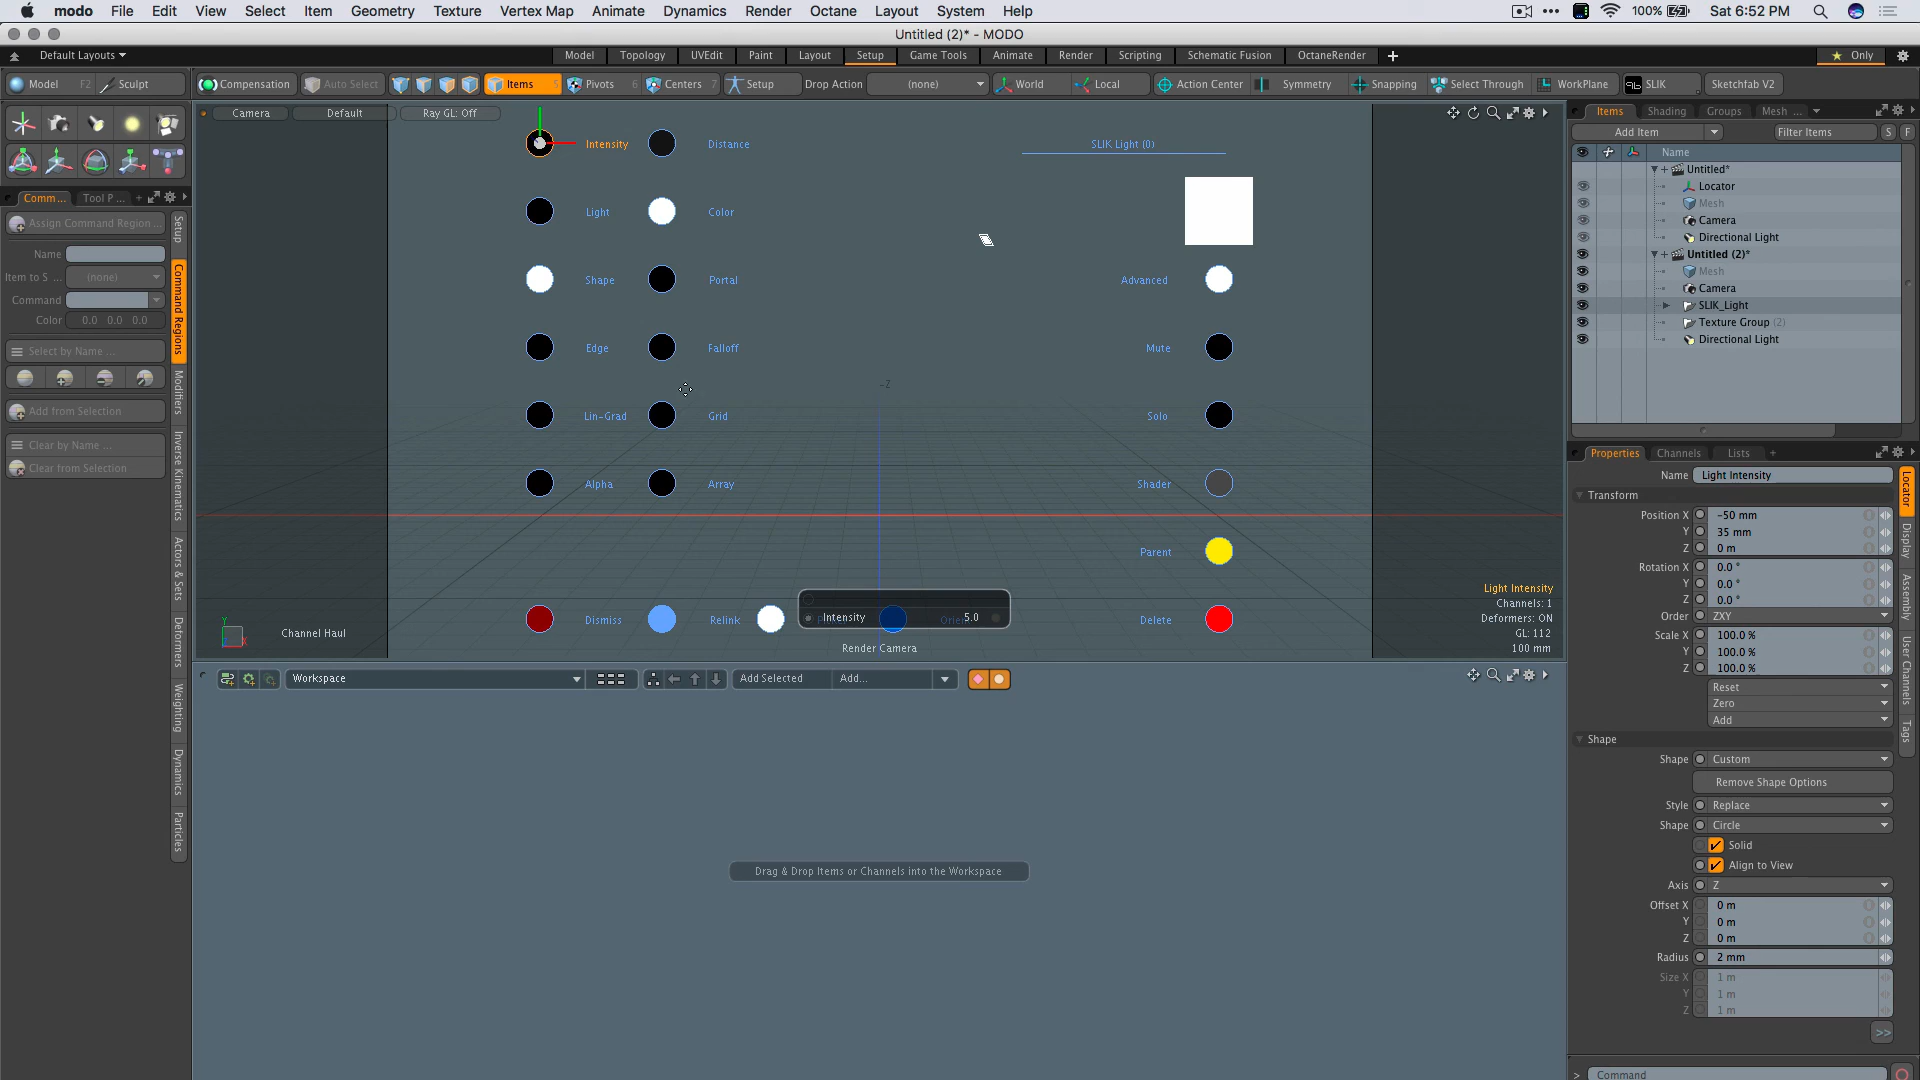 modo File Edit View Select Item Geometry Texture Vertex Map Animate Dynamics Render Octane Layout System Help 100% Sat 6:52 PM
Untitled (2)* - MODO
Default Layouts Model Topology UVEdit Paint Layout Setup Game Tools Animate Render Scripting Schematic Fusion OctaneRender Only
Model F2 Sculpt Compensation Auto Select Items 5 Pivots 6 Centers 7 Setup Drop Action (none) World Local Action Center Symmetry Snapping Select Through WorkPlane SLIK Sketchfab V2
Camera Default Ray GL: Off
Items Shading Groups Mesh ...
Add Item Filter Items S F
Name
Untitled*
Locator
Mesh
Camera
Directional Light
Untitled (2)*
Mesh
Camera
SLIK_Light
Texture Group (2)
Directional Light
Comm... Tool P...
Assign Command Region ...
Name
Item to S ... (none)
Command
Color 0.0 0.0 0.0
Select by Name ...
Add from Selection
Clear by Name ...
Clear from Selection
Setup
Command Regions
Modifiers
Inverse Kinematics
Actors & Sets
Deformers
Weighting
Dynamics
Particles
Intensity Distance SLIK Light (0)
Light Color
Shape Portal Advanced
Edge Falloff Mute
-Z
Lin-Grad Grid Solo
Alpha Array Shader
Parent
Dismiss Relink Intensity 5.0 Delete
Y
X
Channel Haul
Render Camera
Light Intensity
Channels: 1
Deformers: ON
GL: 112
100 mm
Workspace Add Selected Add...
Drag & Drop Items or Channels into the Workspace
Properties Channels Lists
Name Light Intensity
Transform
Position X -50 mm
Y 35 mm
Z 0 m
Rotation X 0.0 °
Y 0.0 °
Z 0.0 °
Order ZXY
Scale X 100.0 %
Y 100.0 %
Z 100.0 %
Reset
Zero
Add
Shape
Shape Custom
Remove Shape Options
Style Replace
Shape Circle
Solid
Align to View
Axis Z
Offset X 0 m
Y 0 m
Z 0 m
Radius 2 mm
Size X 1 m
Y 1 m
Z 1 m
>>
Locator
Display
Assembly
User Channels
Tags
> Command